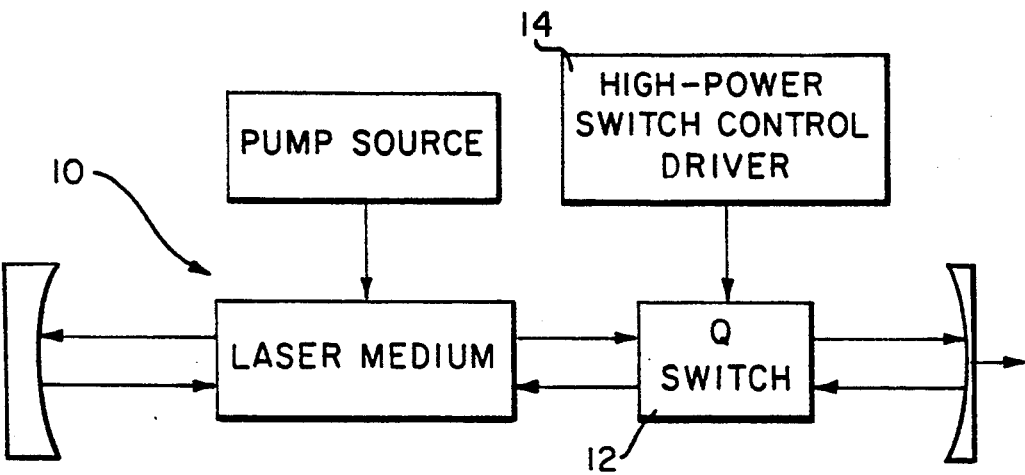 14
HIGH-POWER
SWITCH CONTROL
DRIVER
PUMP SOURCE
10
LASER MEDIUM
Q
SWITCH
12